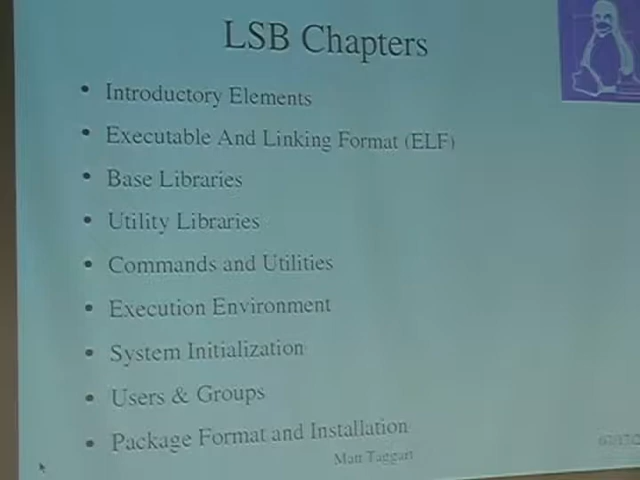 LSB Chapters
• Introductory Elements
• Executable And Linking Format (ELF)
• Base Libraries
• Utility Libraries
• Commands and Utilities
• Execution Environment
• System Initialization
• Users & Groups
• Package Format and Installation
Matt Taggart